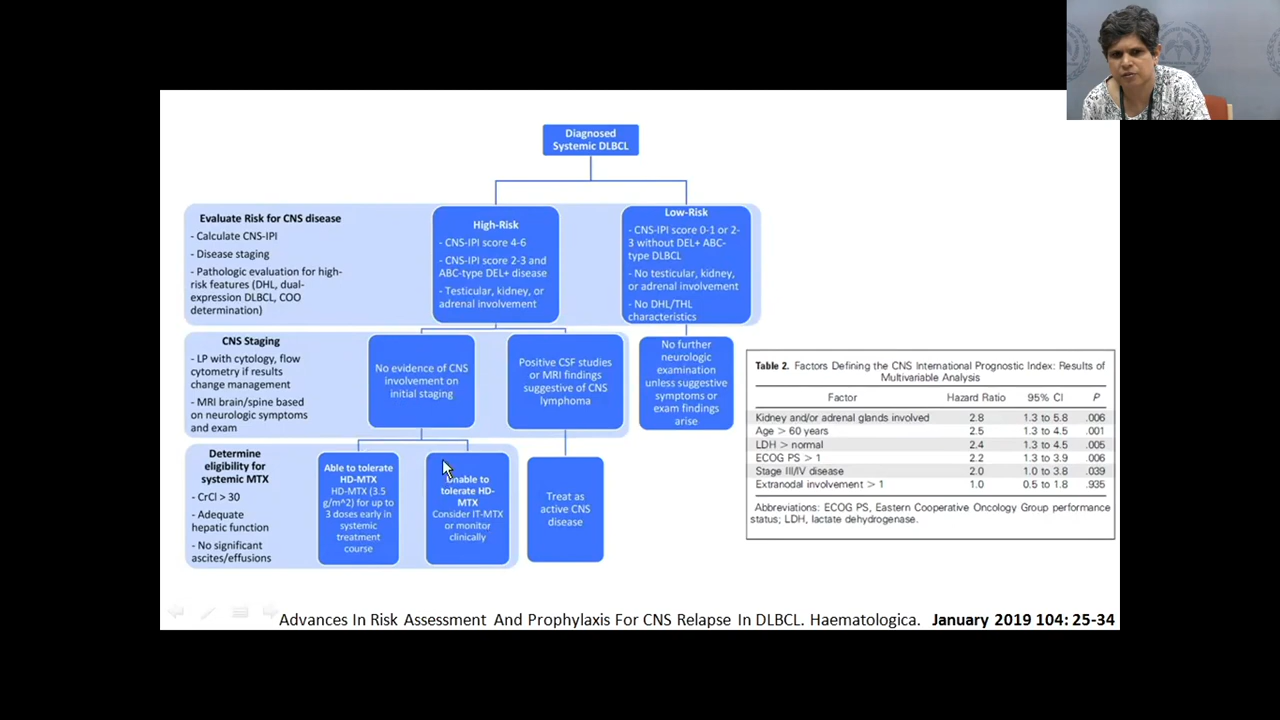 Diagnosed
Systemic DLBCL
Evaluate Risk for CNS disease
- Calculate CNS-IPI
- Disease staging
- Pathologic evaluation for high-
risk features (DHL, dual-
expression DLBCL, COO
determination)
High-Risk
- CNS-IPI score 4-6
- CNS-IPI score 2-3 and
ABC-type DEL+ disease
- Testicular, kidney, or
adrenal involvement
Low-Risk
- CNS-IPI score 0-1 or 2-
3 without DEL+ ABC-
type DLBCL
- No testicular, kidney,
or adrenal involvement
- No DHL/THL
characteristics
CNS Staging
- LP with cytology, flow
cytometry if results
change management
- MRI brain/spine based
on neurologic symptoms
and exam
No evidence of CNS
involvement on
initial staging
Positive CSF studies
or MRI findings
suggestive of CNS
lymphoma
No further
neurologic
examination
unless suggestive
symptoms or
exam findings
arise
Determine
eligibility for
systemic MTX
- CrCl > 30
- Adequate
hepatic function
- No significant
ascites/effusions
Able to tolerate
HD-MTX
HD-MTX (3.5
g/m^2) for up to
3 doses early in
systemic
treatment
course
Unable to
tolerate HD-
MTX
Consider IT-MTX
or monitor
clinically
Treat as
active CNS
disease
Table 2. Factors Defining the CNS International Prognostic Index: Results of
Multivariable Analysis
Factor Hazard Ratio 95% CI P
Kidney and/or adrenal glands involved 2.8 1.3 to 5.8 .006
Age > 60 years 2.5 1.3 to 4.5 .001
LDH > normal 2.4 1.3 to 4.5 .005
ECOG PS > 1 2.2 1.3 to 3.9 .006
Stage III/IV disease 2.0 1.0 to 3.8 .039
Extranodal involvement > 1 1.0 0.5 to 1.8 .935
Abbreviations: ECOG PS, Eastern Cooperative Oncology Group performance
status; LDH, lactate dehydrogenase.
Advances In Risk Assessment And Prophylaxis For CNS Relapse In DLBCL. Haematologica. January 2019 104: 25-34